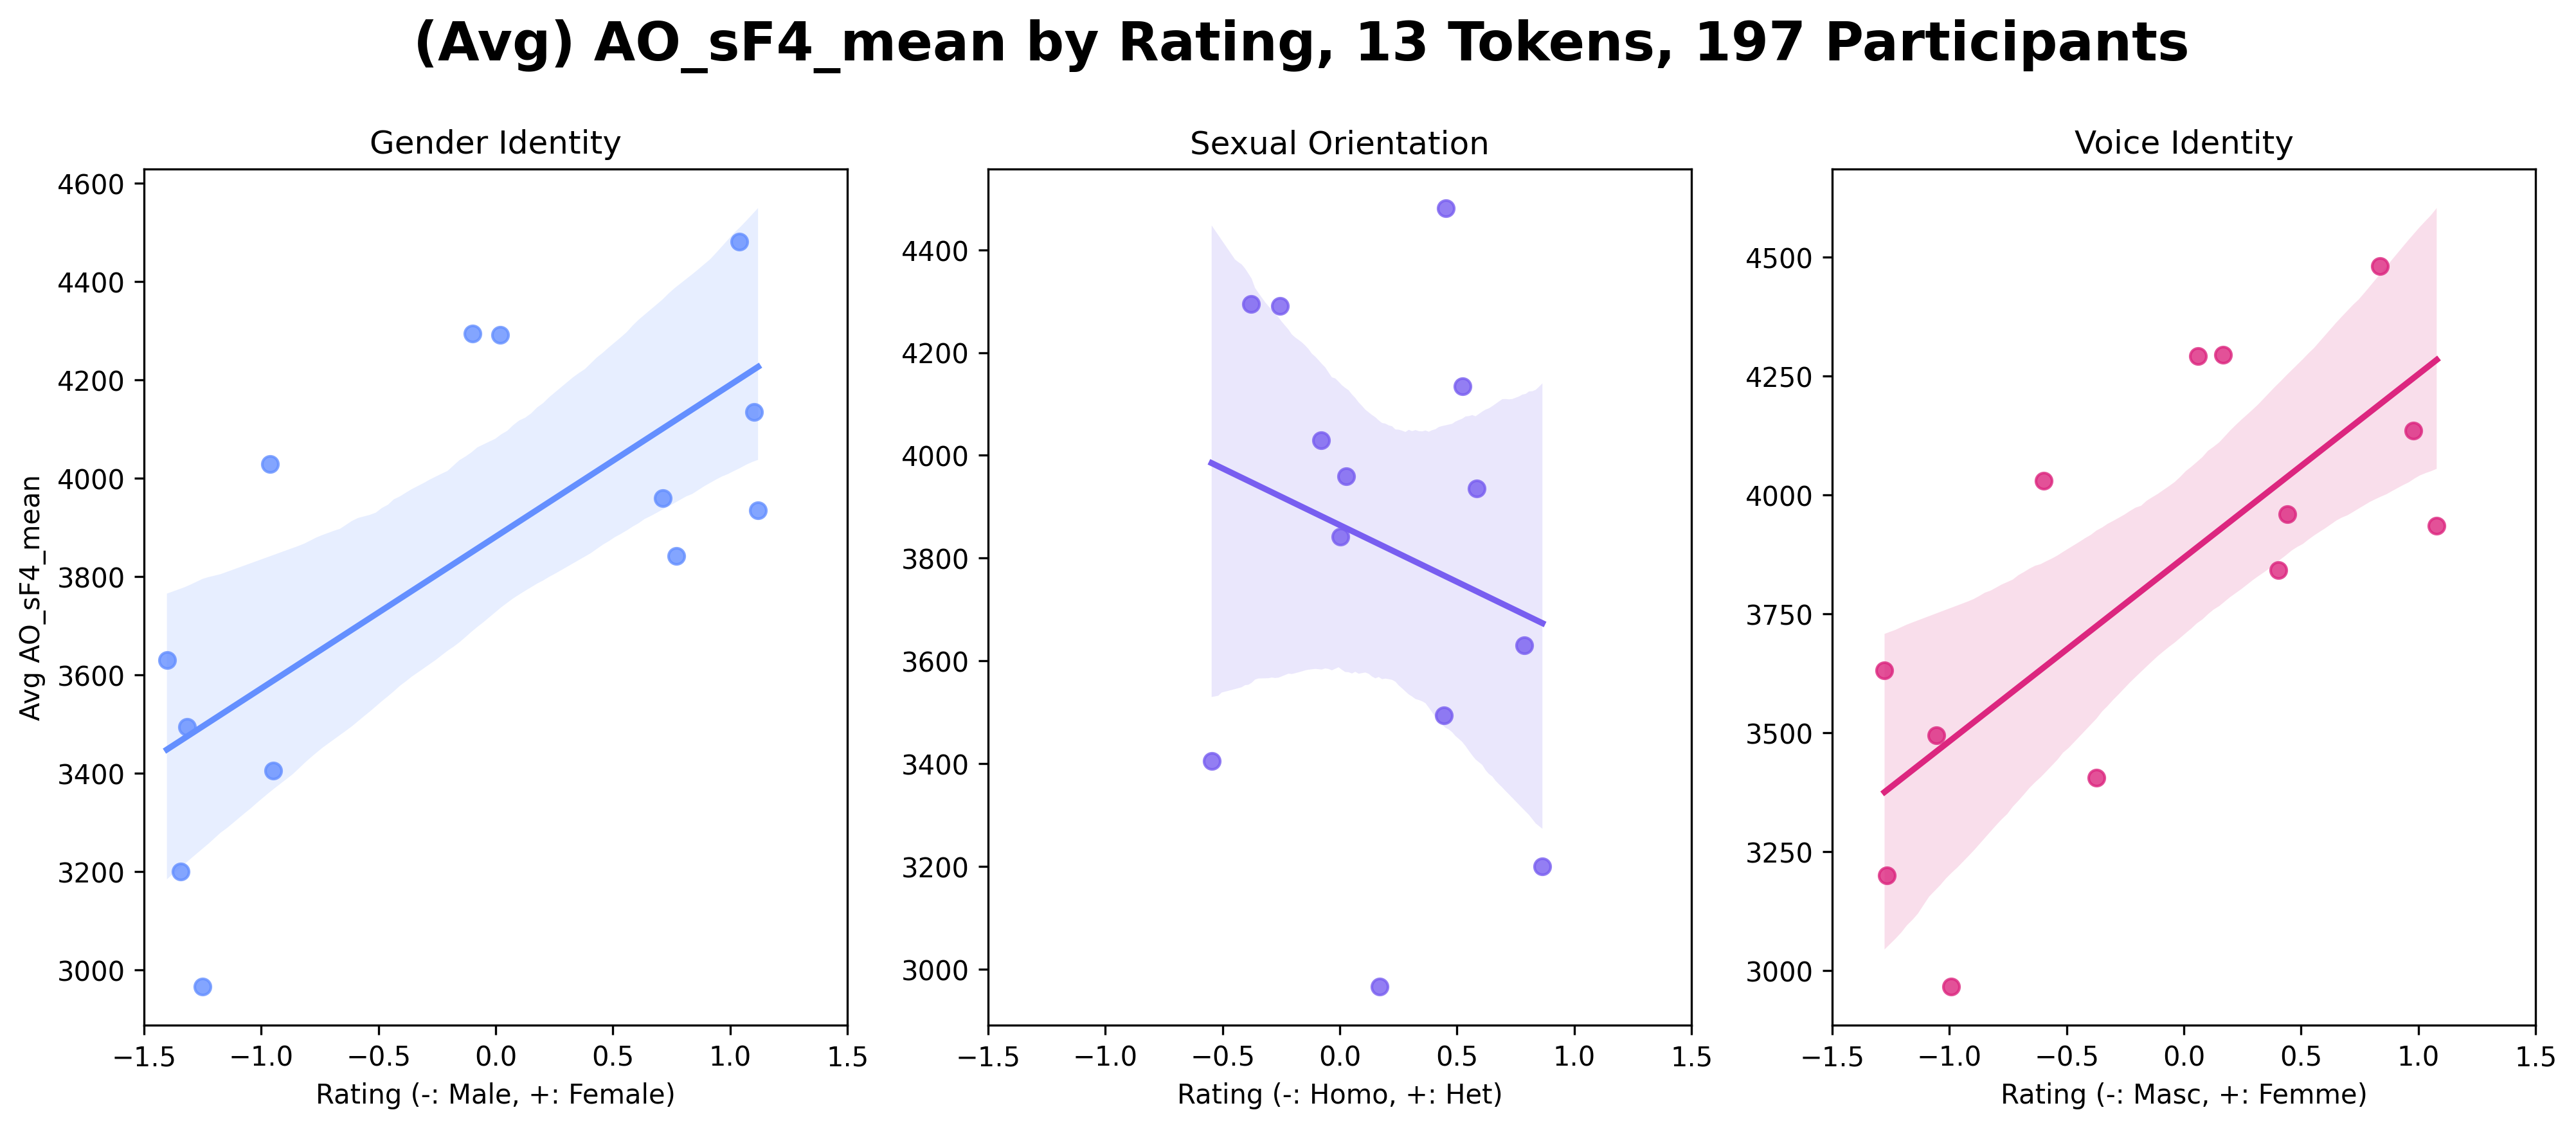 (Avg) AO_sF4_mean by Rating, 13 Tokens, 197 Participants
Gender Identity
Avg AO_sF4_mean
4600
4400
4200
4000
3800
3600
3400
3200
3000
−1.5 −1.0 −0.5 0.0 0.5 1.0 1.5
Rating (-: Male, +: Female)
Sexual Orientation
4400
4200
4000
3800
3600
3400
3200
3000
−1.5 −1.0 −0.5 0.0 0.5 1.0 1.5
Rating (-: Homo, +: Het)
Voice Identity
4500
4250
4000
3750
3500
3250
3000
−1.5 −1.0 −0.5 0.0 0.5 1.0 1.5
Rating (-: Masc, +: Femme)